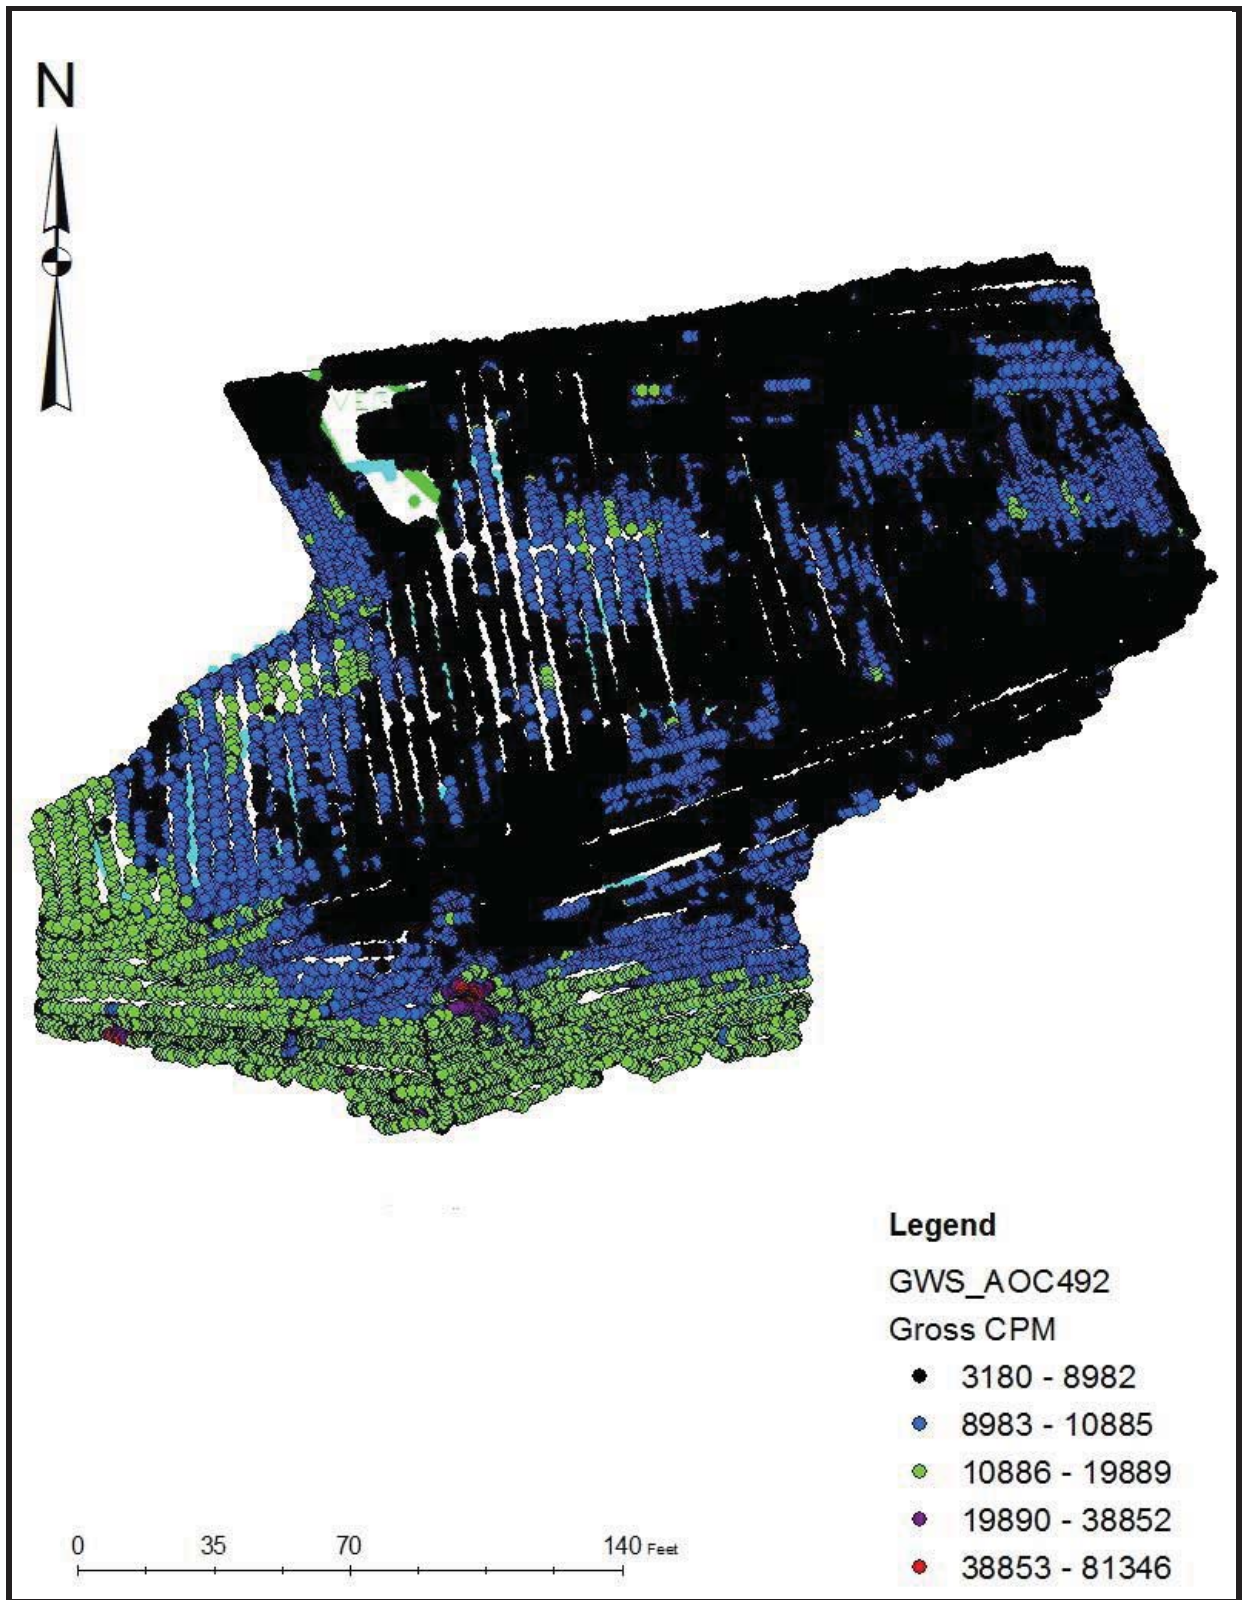 N
Legend
GWS_AOC492
Gross CPM
3180 - 8982
8983 - 10885
10886 - 19889
19890 - 38852
38853 - 81346
0 35 70 140 Feet